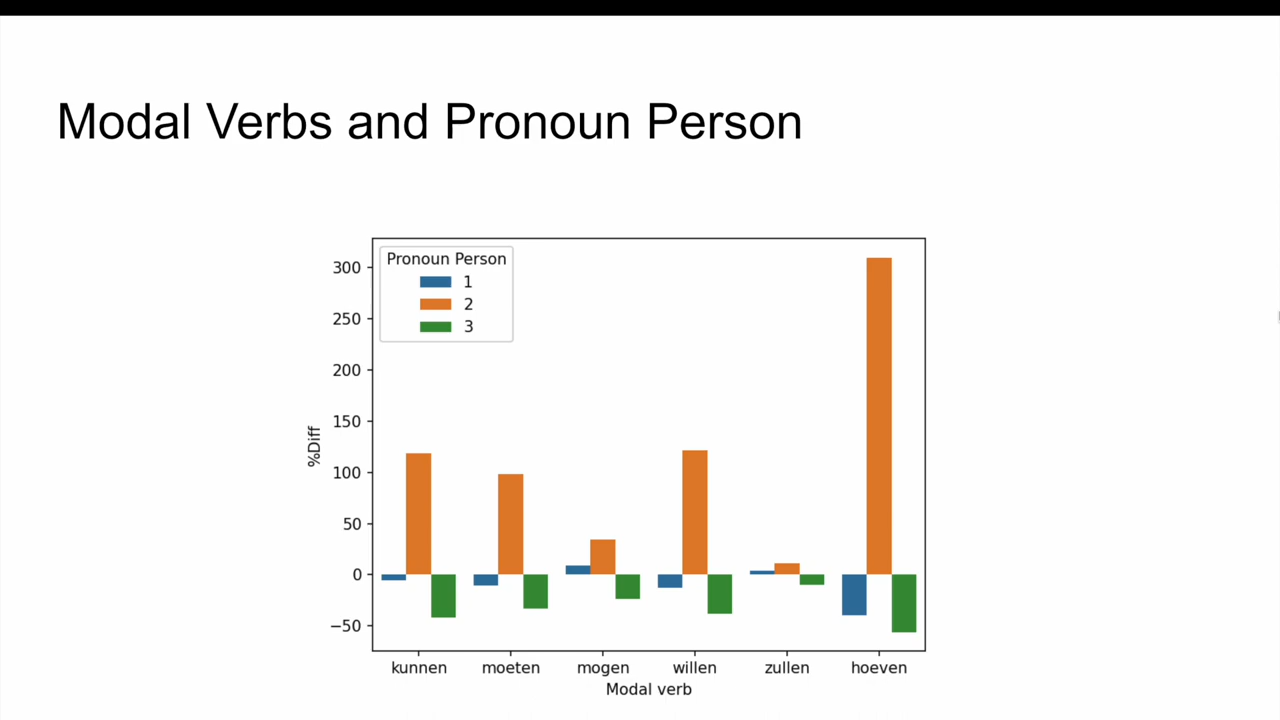 Modal Verbs and Pronoun Person
Pronoun Person
1
2
3
300
250
200
150
100
50
0
−50
%Diff
kunnen moeten mogen willen zullen hoeven
Modal verb